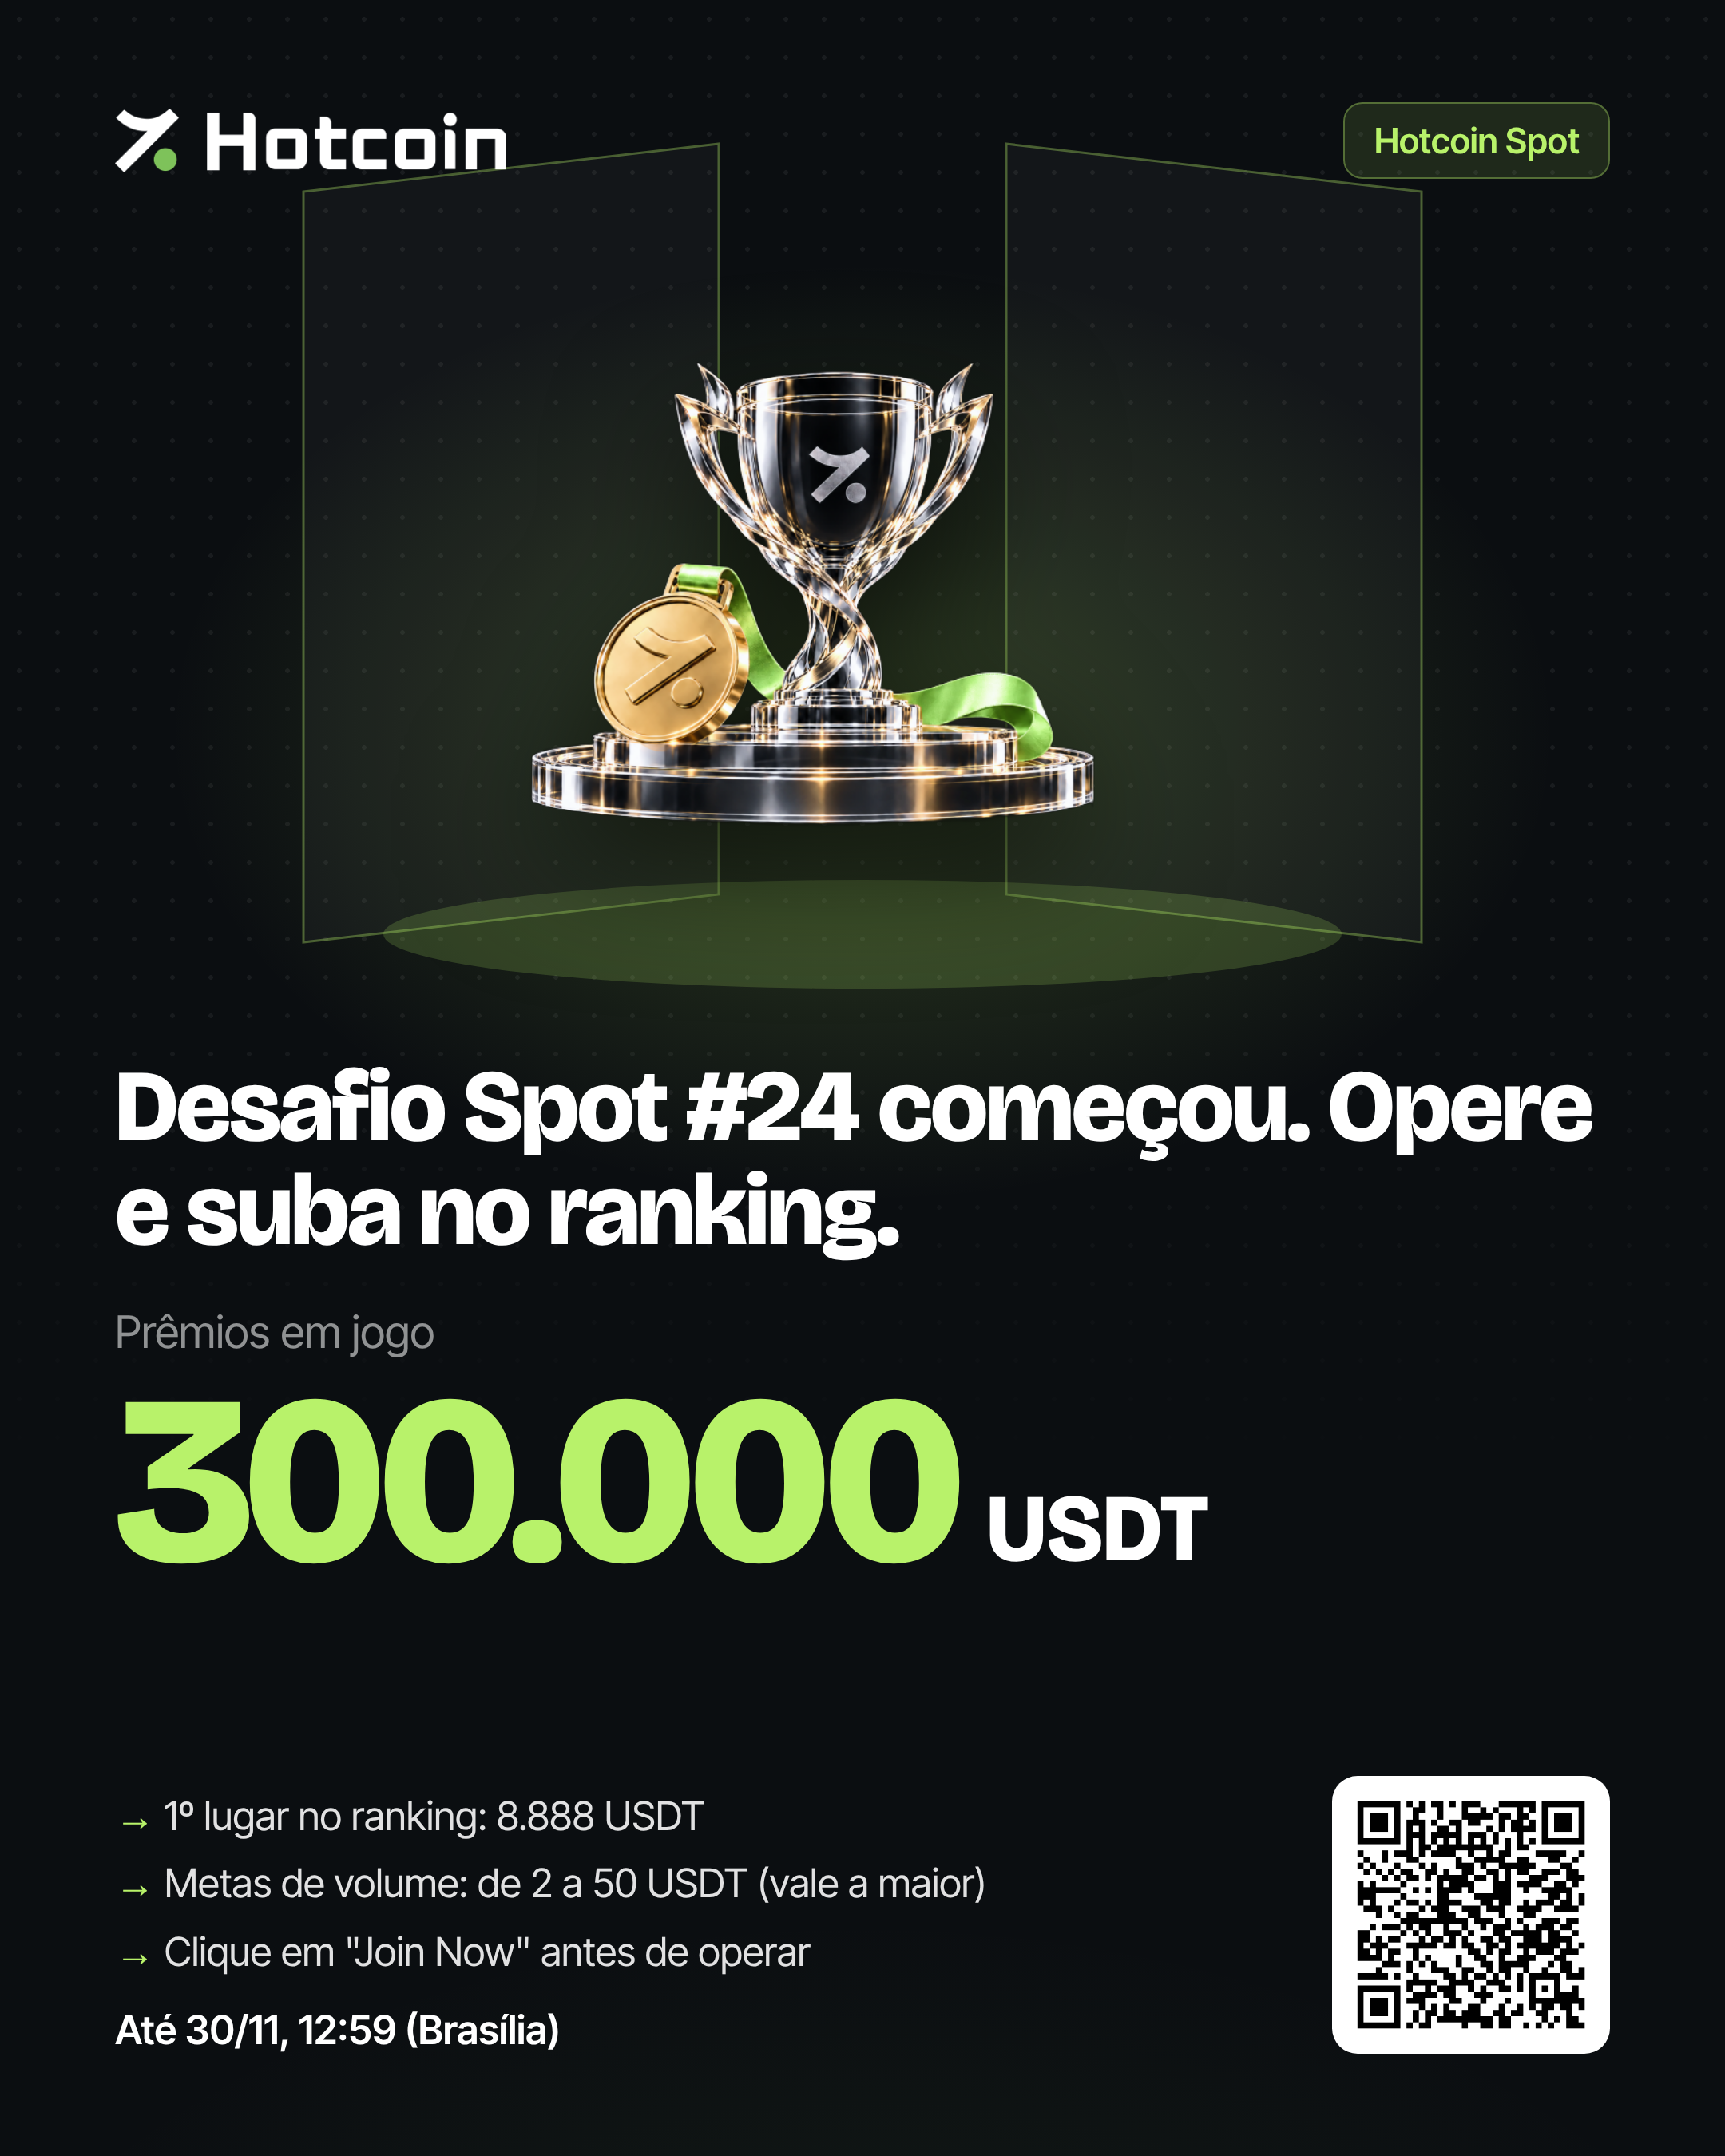 Hotcoin
Hotcoin Spot
Desafio Spot #24 começou. Opere
e suba no ranking.
Prêmios em jogo
300.000 USDT
→ 1º lugar no ranking: 8.888 USDT
→ Metas de volume: de 2 a 50 USDT (vale a maior)
→ Clique em "Join Now" antes de operar
Até 30/11, 12:59 (Brasília)